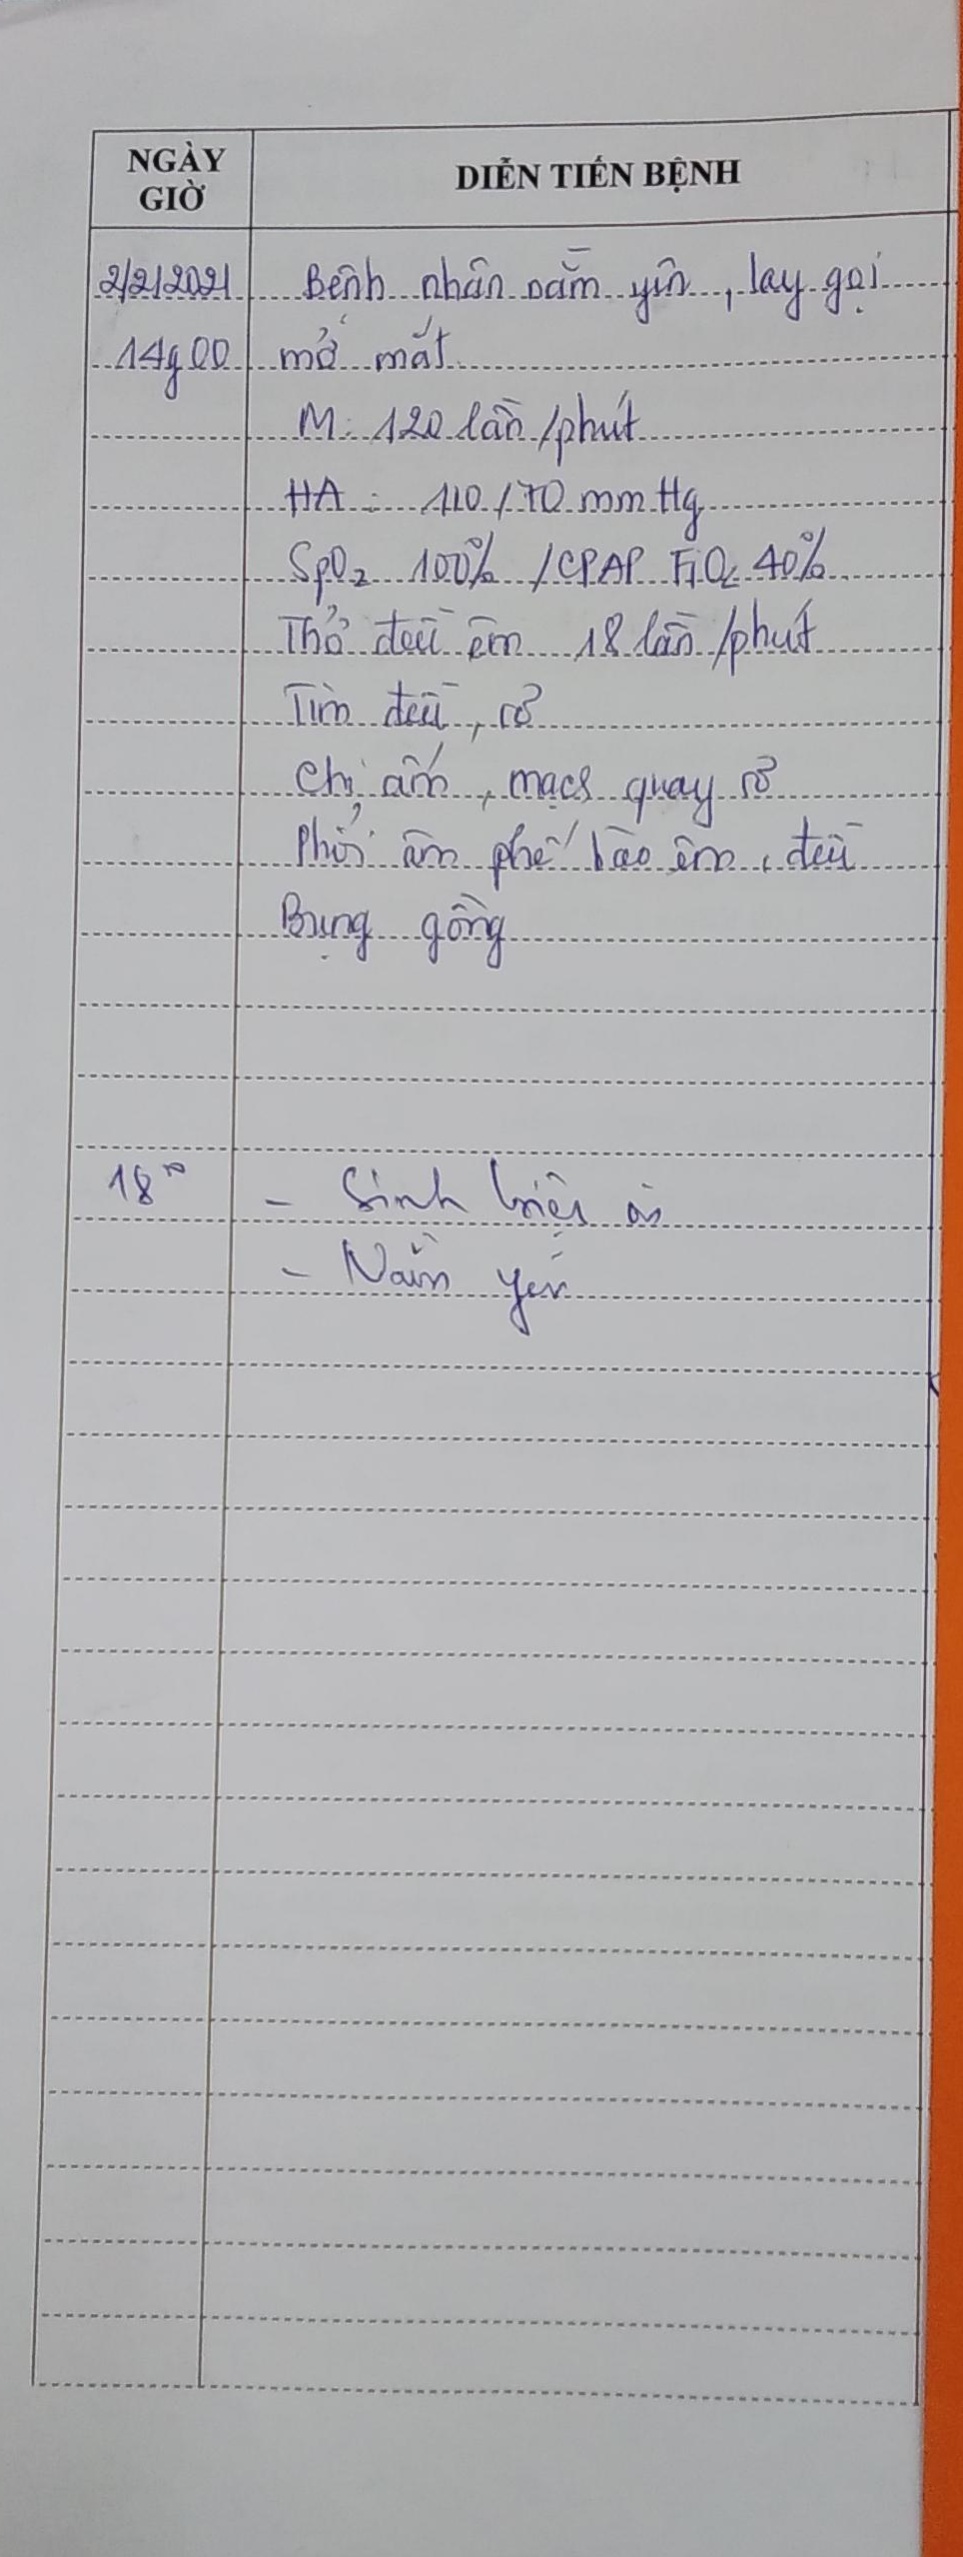 NGÀY
GIỜ
DIỄN TIẾN BỆNH
2/2/2021 Bệnh nhân nằm yên, lay gọi
14g00 mở mắt
M: 120 lần/phút
HA: 110/70 mmHg
SpO2 100% /CPAP FiO2 40%
Thở đều êm 18 lần/phút
Tim đều, rõ
Chi ấm, mạch quay rõ
Phổi âm phế bào êm, đều
Bụng gồng
18h - Sinh hiệu ổn
- Nằm yên